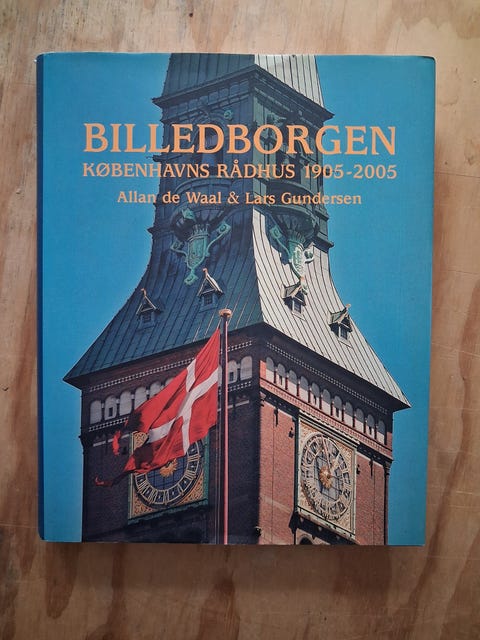 BILLEDBORGEN
KØBENHAVNS RÅDHUS 1905-2005
Allan de Waal & Lars Gundersen